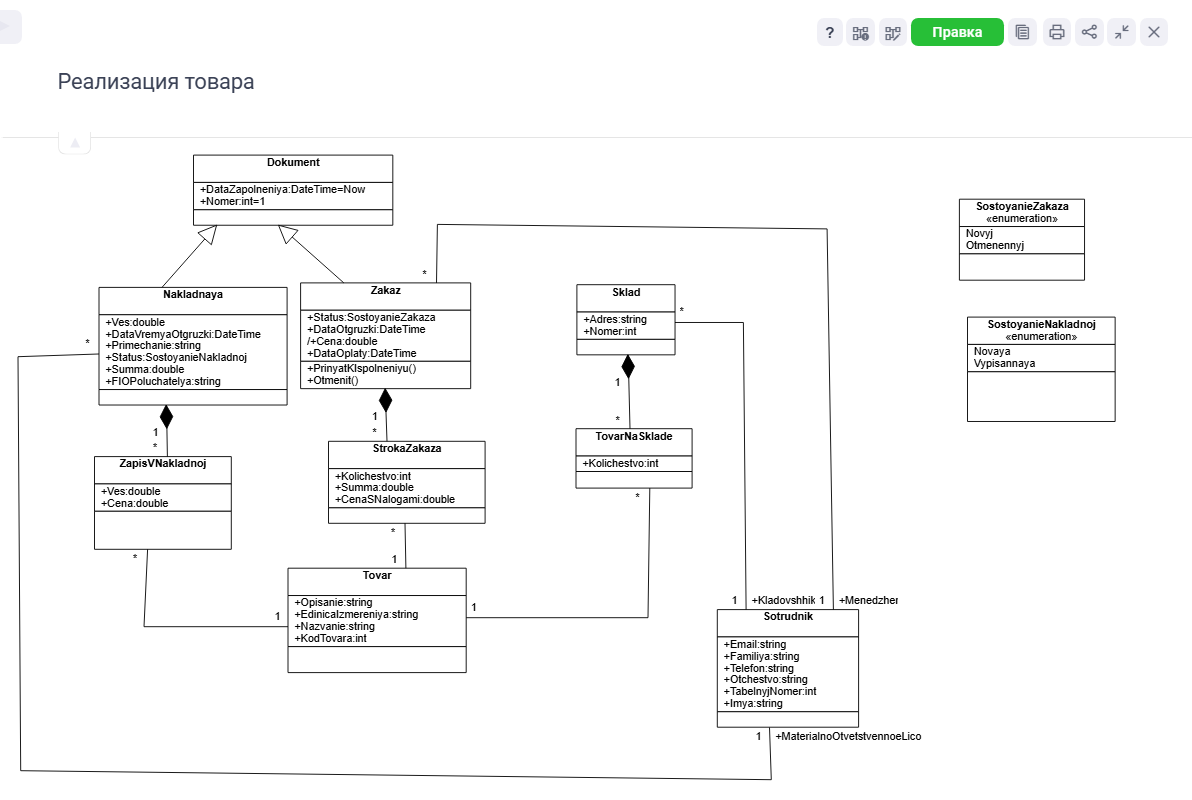 ?
Правка
Реализация товара
Dokument
+DataZapolneniya:DateTime=Now
+Nomer:int=1
SostoyanieZakaza
«enumeration»
Novyj
Otmenennyj
*
Nakladnaya
+Ves:double
+DataVremyaOtgruzki:DateTime
+Primechanie:string
+Status:SostoyanieNakladnoj
+Summa:double
+FIOPoluchatelya:string
Zakaz
+Status:SostoyanieZakaza
+DataOtgruzki:DateTime
/+Cena:double
+DataOplaty:DateTime
+PrinyatKIspolneniyu()
+Otmenit()
Sklad
+Adres:string
+Nomer:int
*
SostoyanieNakladnoj
«enumeration»
Novaya
Vypisannaya
*
1
*
1
*
1
*
ZapisVNakladnoj
+Ves:double
+Cena:double
StrokaZakaza
+Kolichestvo:int
+Summa:double
+CenaSNalogami:double
TovarNaSklade
+Kolichestvo:int
*
*
*
1
1
1
Tovar
+Opisanie:string
+EdinicaIzmereniya:string
+Nazvanie:string
+KodTovara:int
1
+Kladovshhik
1
+Menedzher
Sotrudnik
+Email:string
+Familiya:string
+Telefon:string
+Otchestvo:string
+TabelnyjNomer:int
+Imya:string
1
+MaterialnoOtvetstvennoeLico